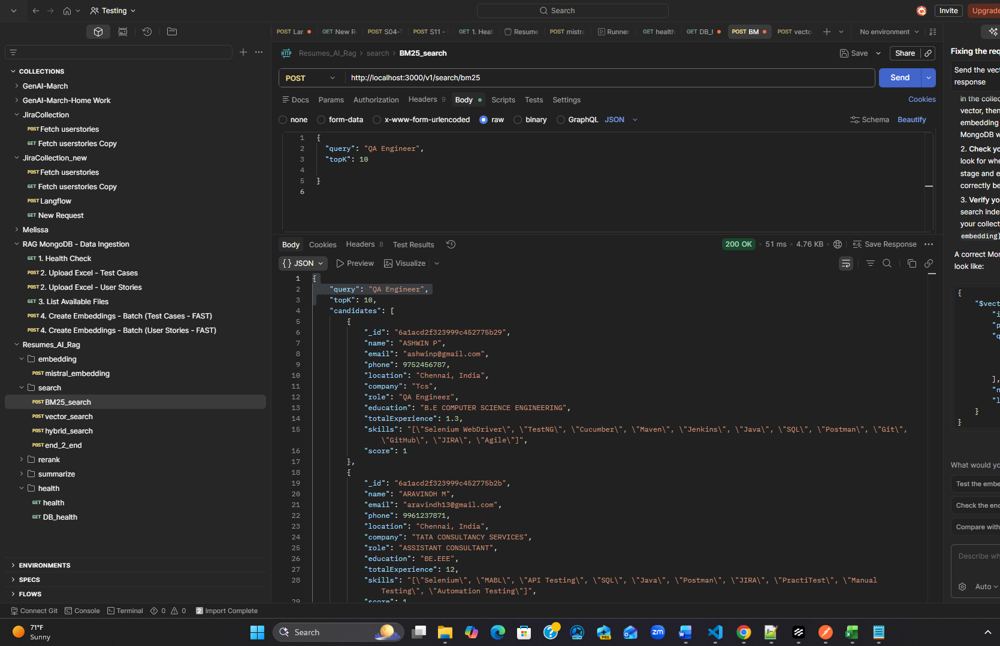 Testing
Search
Invite
Upgrade
POST Lar
GET New R
POST S04-
POST S11 -
GET 1. Heal
Resume
POST mistra
Runner
GET health
GET DB_l
POST BM
POST vecto
No environment
COLLECTIONS
GenAI-March
GenAI-March-Home Work
JiraCollection
POST Fetch userstories
GET Fetch userstories Copy
JiraCollection_new
POST Fetch userstories
GET Fetch userstories Copy
POST Langflow
GET New Request
Melissa
RAG MongoDB - Data Ingestion
GET 1. Health Check
POST 2. Upload Excel - Test Cases
POST 2. Upload Excel - User Stories
GET 3. List Available Files
POST 4. Create Embeddings - Batch (Test Cases - FAST)
POST 4. Create Embeddings - Batch (User Stories - FAST)
Resumes_AI_Rag
embedding
POST mistral_embedding
search
POST BM25_search
POST vector_search
POST hybrid_search
POST end_2_end
rerank
summarize
health
GET health
GET DB_health
ENVIRONMENTS
SPECS
FLOWS
HTTP Resumes_AI_Rag > search > BM25_search
Save
Share
POST http://localhost:3000/v1/search/bm25
Send
Docs Params Authorization Headers 9 Body Scripts Tests Settings
Cookies
none form-data x-www-form-urlencoded raw binary GraphQL JSON
Schema Beautify
1 {
2 "query": "QA Engineer",
3 "topK": 10
4
5 }
6
Body Cookies Headers 8 Test Results
200 OK • 51 ms • 4.76 KB • e.g. Save Response
{} JSON Preview Visualize
1 {
2 "query": "QA Engineer",
3 "topK": 10,
4 "candidates": [
5 {
6 "_id": "6a1acd2f323999c452775b29",
7 "name": "ASHWIN P",
8 "email": "ashwinp@gmail.com",
9 "phone": 9752456787,
10 "location": "Chennai, India",
11 "company": "Tcs",
12 "role": "QA Engineer",
13 "education": "B.E COMPUTER SCIENCE ENGINEERING",
14 "totalExperience": 1.3,
15 "skills": "[\"Selenium WebDriver\", \"TestNG\", \"Cucumber\", \"Maven\", \"Jenkins\", \"Java\", \"SQL\", \"Postman\", \"Git\",
\"GitHub\", \"JIRA\", \"Agile\"]",
16 "score": 1
17 },
18 {
19 "_id": "6a1acd2f323999c452775b2b",
20 "name": "ARAVINDH M",
21 "email": "aravindh13@gmail.com",
22 "phone": 9961237871,
23 "location": "Chennai, India",
24 "company": "TATA CONSULTANCY SERVICES",
25 "role": "ASSISTANT CONSULTANT",
26 "education": "BE.EEE",
27 "totalExperience": 12,
28 "skills": "[\"Selenium\", \"MABL\", \"API Testing\", \"SQL\", \"Java\", \"Postman\", \"JIRA\", \"PractiTest\", \"Manual
Testing\", \"Automation Testing\"]",
29 "score": 1
Fixing the req
Send the vect
response
in the collec
vector, then
embedding
MongoDB w
2. Check yo
look for whe
stage and e
correctly be
3. Verify yo
search inde
your collect
embedding)
A correct Mon
look like:
{
"$vect
"i
"p
"q
],
"n
"l
}
}
What would yo
Test the embe
Check the end
Compare with
Describe wh
Auto
Connect Git Console Terminal 0 0 2 Import Complete
71°F
Sunny
Search
BETA
PRE
zm